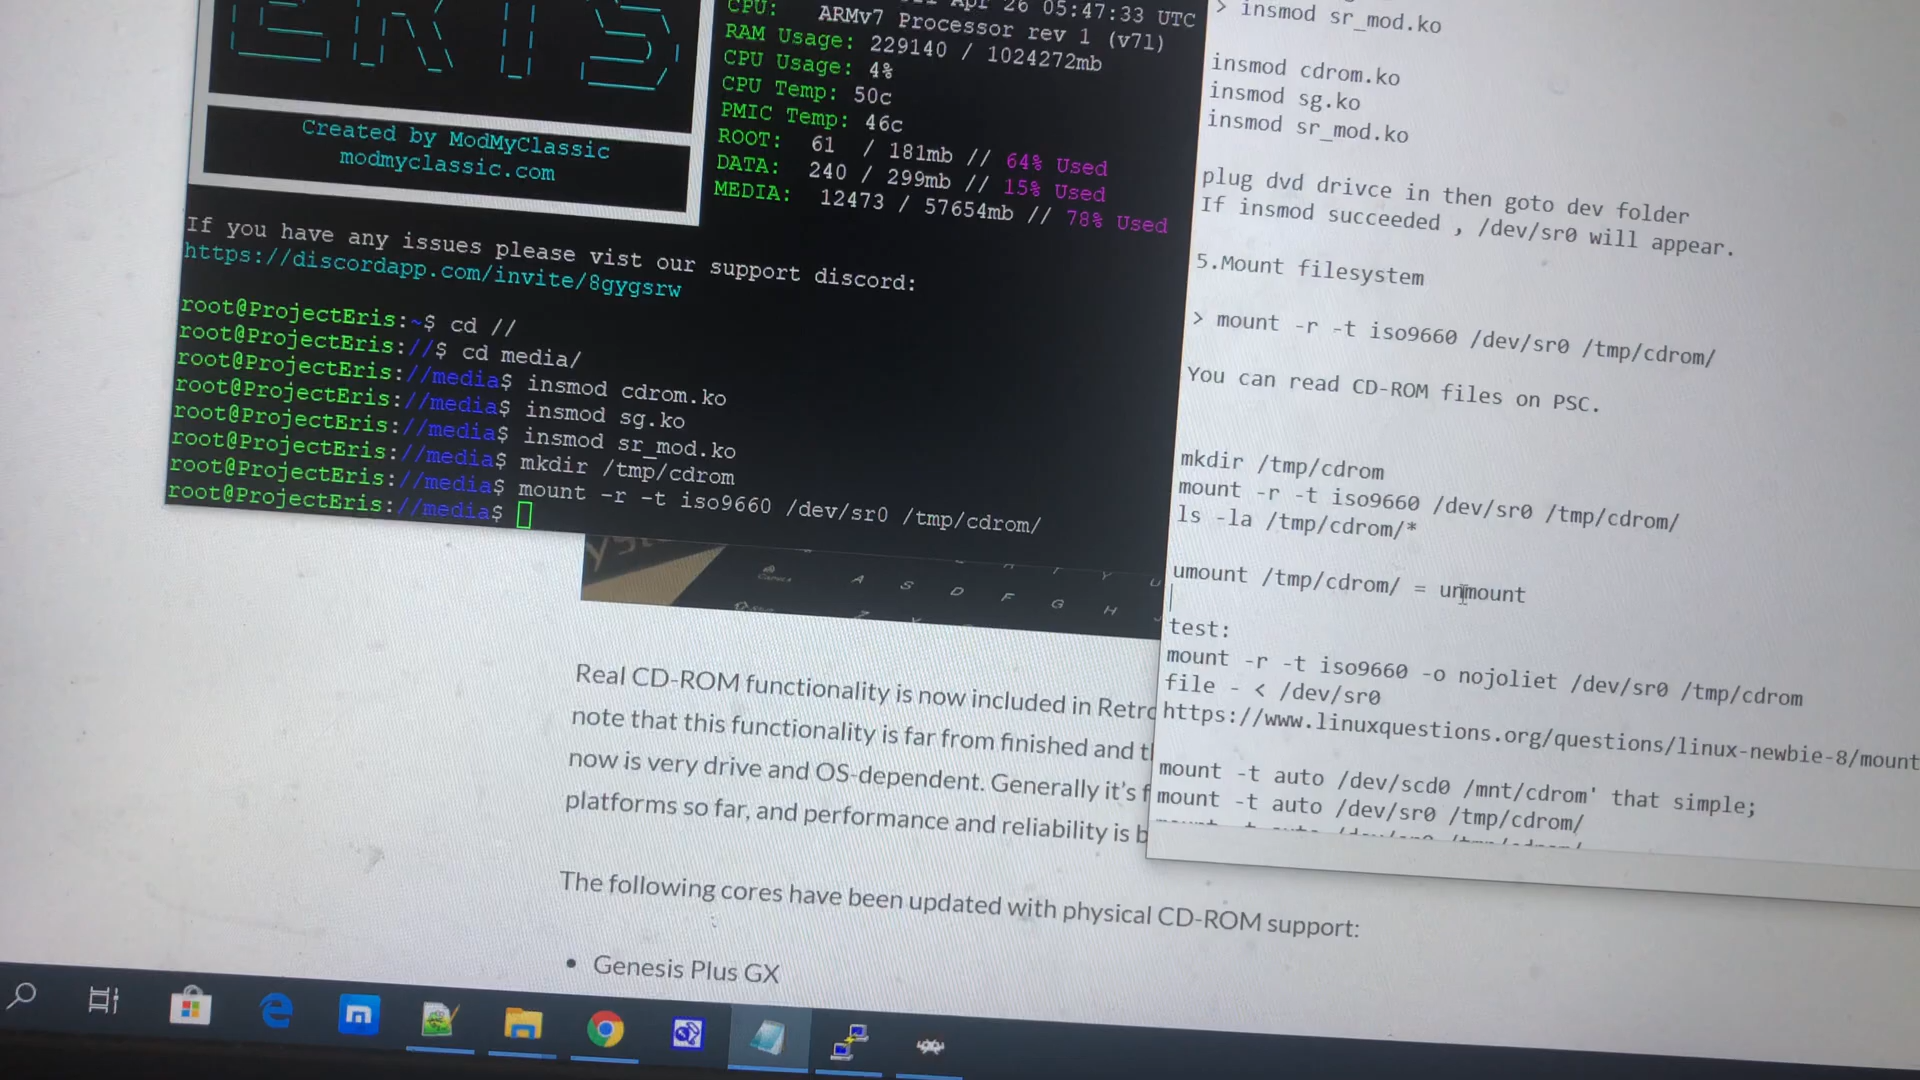 Apr 26 05:47:33 UTC
CPU:
ARMv7 Processor rev 1 (v7l)
RAM Usage: 229140 / 1024272mb
CPU Usage: 4%
CPU Temp: 50c
PMIC Temp: 46c
ROOT: 61 / 181mb // 64% Used
DATA: 240 / 299mb // 15% Used
MEDIA: 12473 / 57654mb // 78% Used
ERIS
Created by ModMyClassic
modmyclassic.com
If you have any issues please vist our support discord:
https://discordapp.com/invite/8gygsrw
root@ProjectEris:~$ cd //
root@ProjectEris://$ cd media/
root@ProjectEris://media$ insmod cdrom.ko
root@ProjectEris://media$ insmod sg.ko
root@ProjectEris://media$ insmod sr_mod.ko
root@ProjectEris://media$ mkdir /tmp/cdrom
root@ProjectEris://media$ mount -r -t iso9660 /dev/sr0 /tmp/cdrom/
root@ProjectEris://media$
> insmod sr_mod.ko
insmod cdrom.ko
insmod sg.ko
insmod sr_mod.ko
plug dvd drivce in then goto dev folder
If insmod succeeded , /dev/sr0 will appear.
5.Mount filesystem
> mount -r -t iso9660 /dev/sr0 /tmp/cdrom/
You can read CD-ROM files on PSC.
mkdir /tmp/cdrom
mount -r -t iso9660 /dev/sr0 /tmp/cdrom/
ls -la /tmp/cdrom/*
umount /tmp/cdrom/ = unmount
test:
mount -r -t iso9660 -o nojoliet /dev/sr0 /tmp/cdrom
file - < /dev/sr0
https://www.linuxquestions.org/questions/linux-newbie-8/mount
mount -t auto /dev/scd0 /mnt/cdrom' that simple;
mount -t auto /dev/sr0 /tmp/cdrom/
A S D F G H
Real CD-ROM functionality is now included in Retro
note that this functionality is far from finished and t
now is very drive and OS-dependent. Generally it's f
platforms so far, and performance and reliability is b
The following cores have been updated with physical CD-ROM support:
• Genesis Plus GX